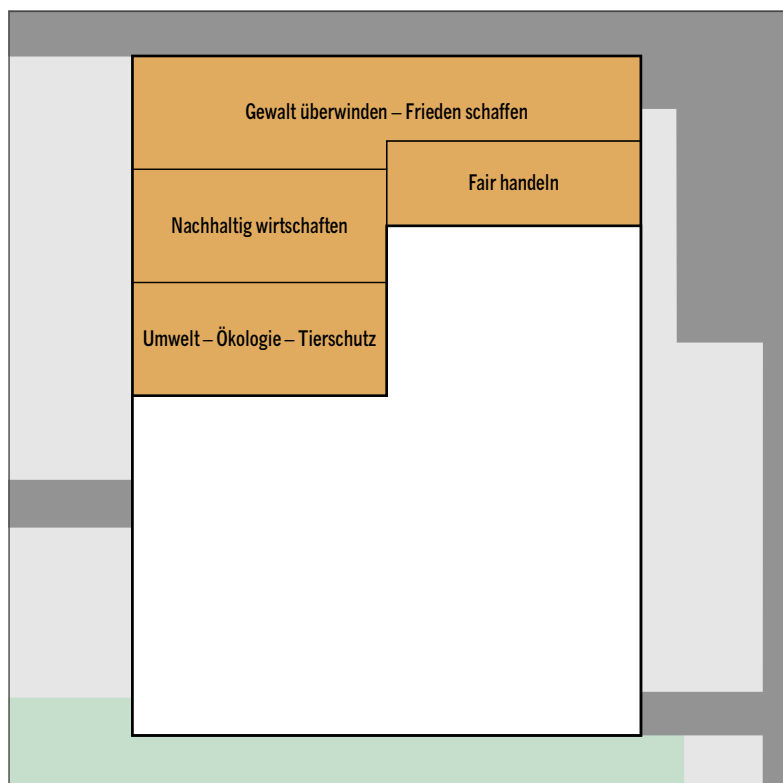 Gewalt überwinden – Frieden schaffen
Fair handeln
Nachhaltig wirtschaften
Umwelt – Ökologie – Tierschutz